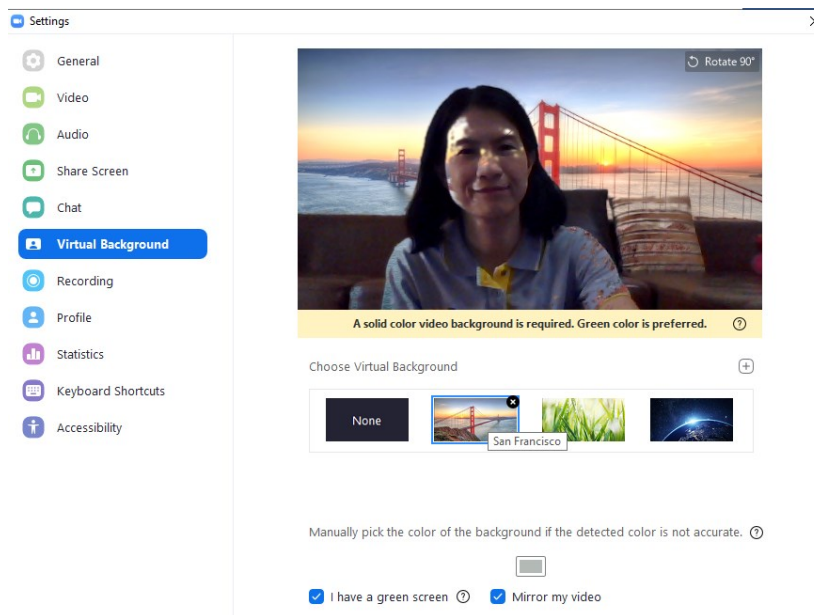 Settings
General
Video
Audio
Share Screen
Chat
Virtual Background
Recording
Profile
Statistics
Keyboard Shortcuts
Accessibility
Rotate 90°
A solid color video background is required. Green color is preferred.
Choose Virtual Background
None
San Francisco
Manually pick the color of the background if the detected color is not accurate.
I have a green screen
Mirror my video